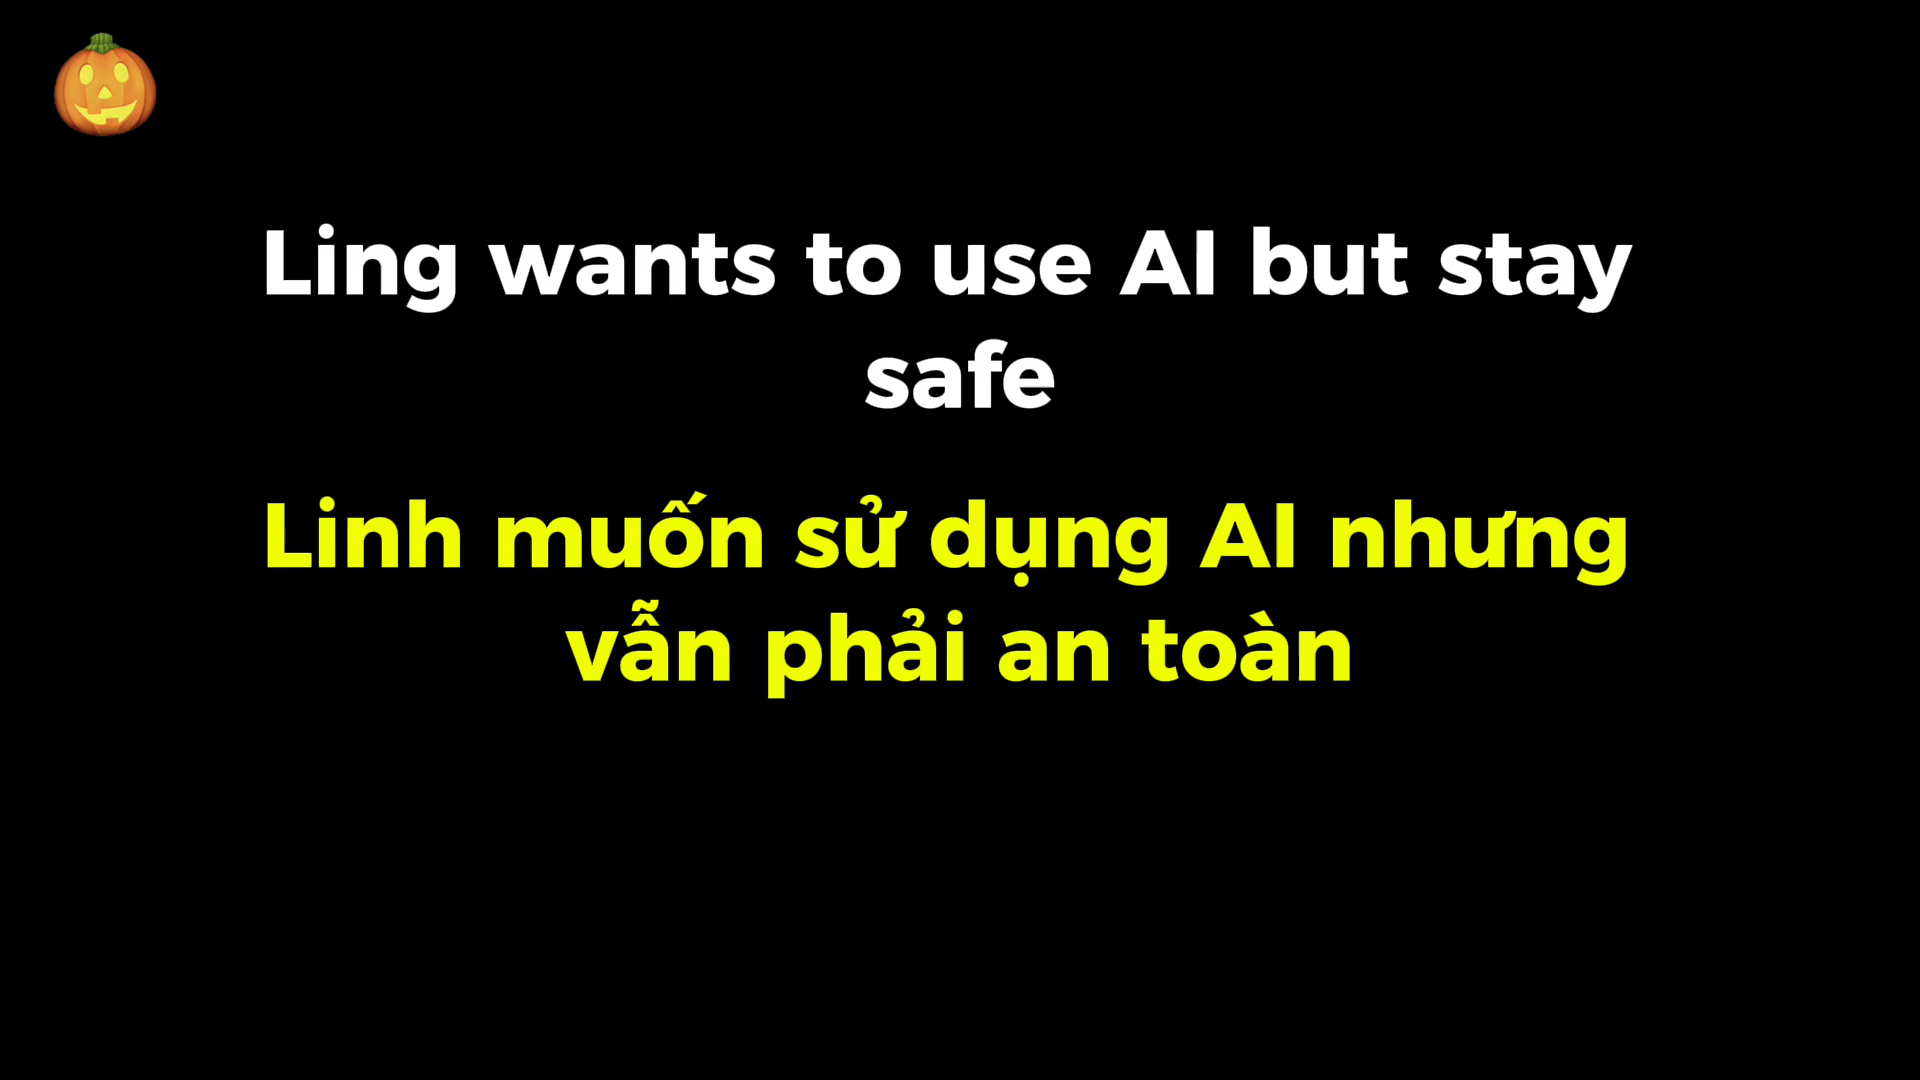 Ling wants to use AI but stay
safe
Linh muốn sử dụng AI nhưng
vẫn phải an toàn